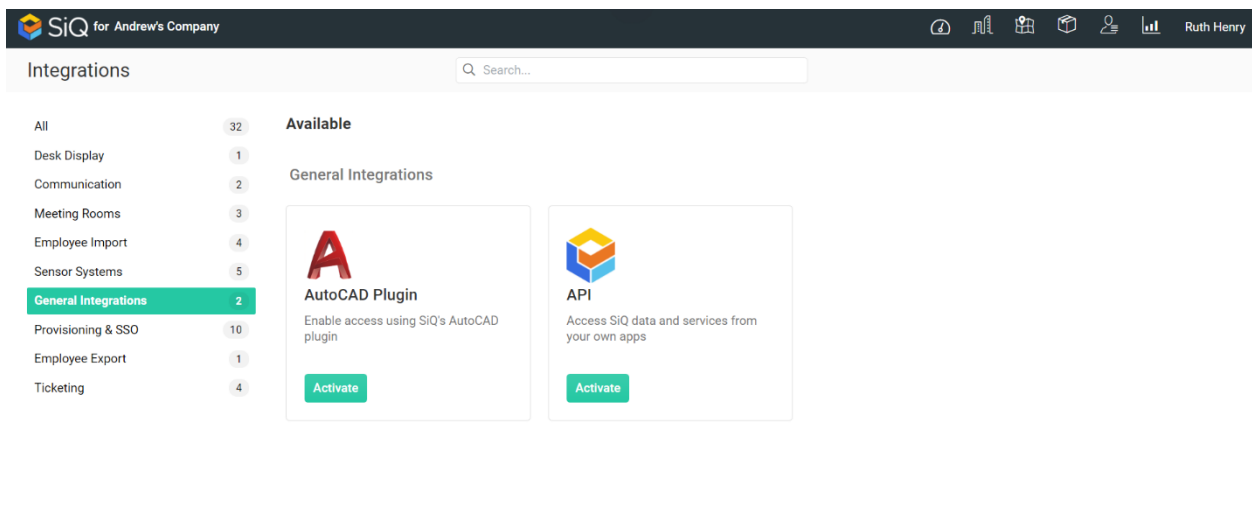 SiQ for Andrew's Company
Ruth Henry
Integrations
Search...
All 32
Desk Display 1
Communication 2
Meeting Rooms 3
Employee Import 4
Sensor Systems 5
General Integrations 2
Provisioning & SSO 10
Employee Export 1
Ticketing 4
Available
General Integrations
AutoCAD Plugin
Enable access using SiQ's AutoCAD
plugin
Activate
API
Access SiQ data and services from
your own apps
Activate